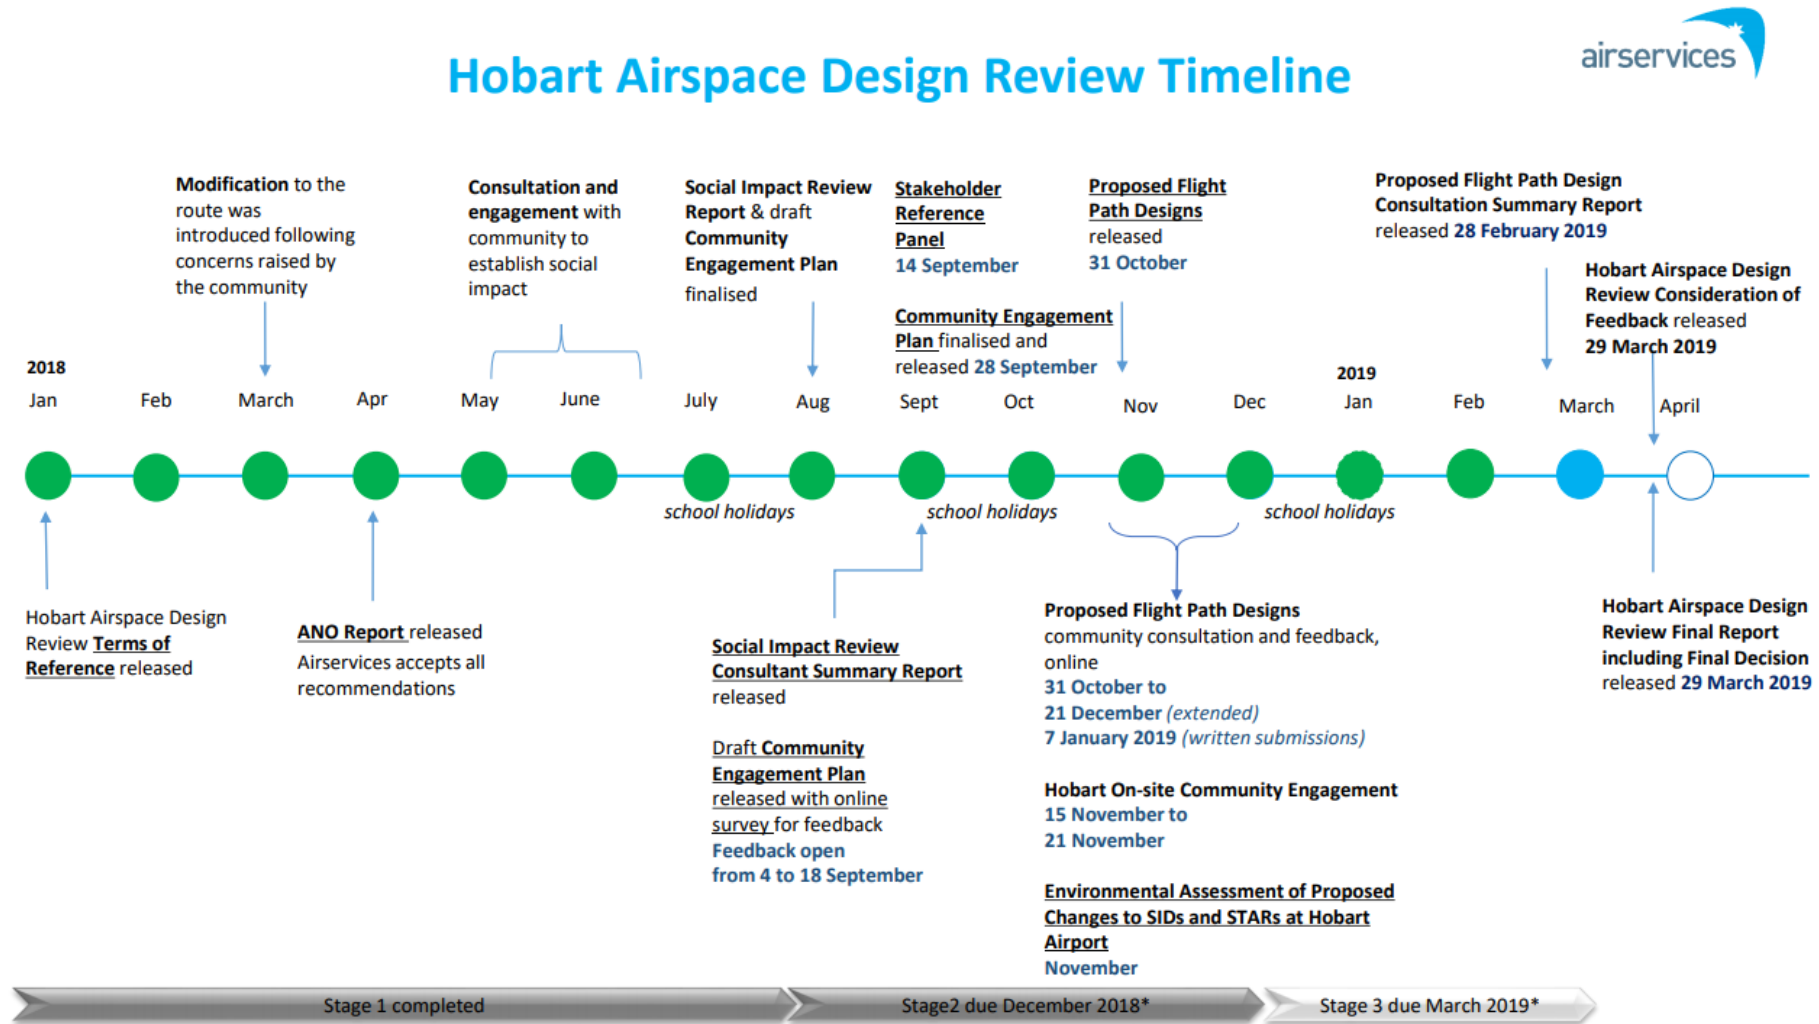 airservices
Hobart Airspace Design Review Timeline
Modification to the
route was
introduced following
concerns raised by
the community
Consultation and
engagement with
community to
establish social
impact
Social Impact Review
Report & draft
Community
Engagement Plan
finalised
Stakeholder
Reference
Panel
14 September
Community Engagement
Plan finalised and
released 28 September
Proposed Flight
Path Designs
released
31 October
Proposed Flight Path Design
Consultation Summary Report
released 28 February 2019
Hobart Airspace Design
Review Consideration of
Feedback released
29 March 2019
2018
2019
Jan
Feb
March
Apr
May
June
July
Aug
Sept
Oct
Nov
Dec
Jan
Feb
March
April
school holidays
school holidays
school holidays
Hobart Airspace Design
Review Terms of
Reference released
ANO Report released
Airservices accepts all
recommendations
Social Impact Review
Consultant Summary Report
released
Draft Community
Engagement Plan
released with online
survey for feedback
Feedback open
from 4 to 18 September
Proposed Flight Path Designs
community consultation and feedback,
online
31 October to
21 December (extended)
7 January 2019 (written submissions)
Hobart On-site Community Engagement
15 November to
21 November
Environmental Assessment of Proposed
Changes to SIDs and STARs at Hobart
Airport
November
Hobart Airspace Design
Review Final Report
including Final Decision
released 29 March 2019
Stage 1 completed
Stage2 due December 2018*
Stage 3 due March 2019*